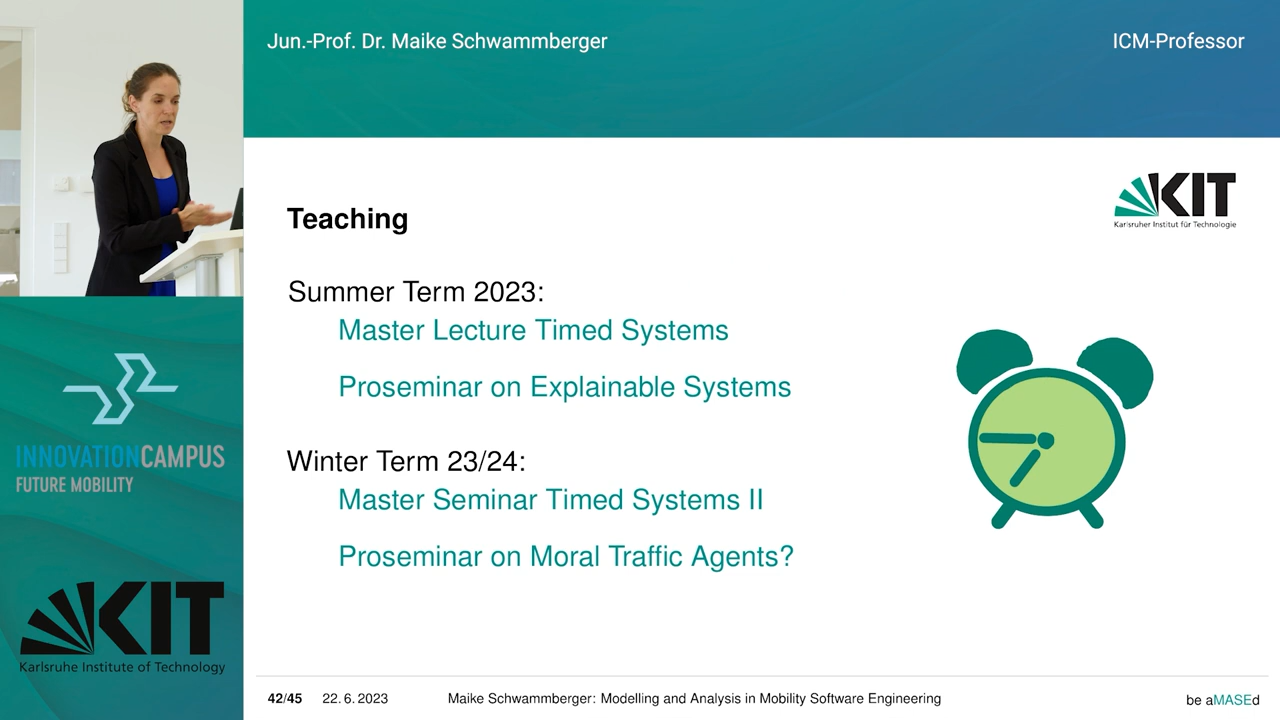 Jun.-Prof. Dr. Maike Schwammberger
ICM-Professor
KIT
Karlsruher Institut für Technologie
Teaching
Summer Term 2023:
Master Lecture Timed Systems
Proseminar on Explainable Systems
Winter Term 23/24:
Master Seminar Timed Systems II
Proseminar on Moral Traffic Agents?
INNOVATIONCAMPUS
FUTURE MOBILITY
KIT
Karlsruhe Institute of Technology
42/45 22. 6. 2023 Maike Schwammberger: Modelling and Analysis in Mobility Software Engineering be aMASEd